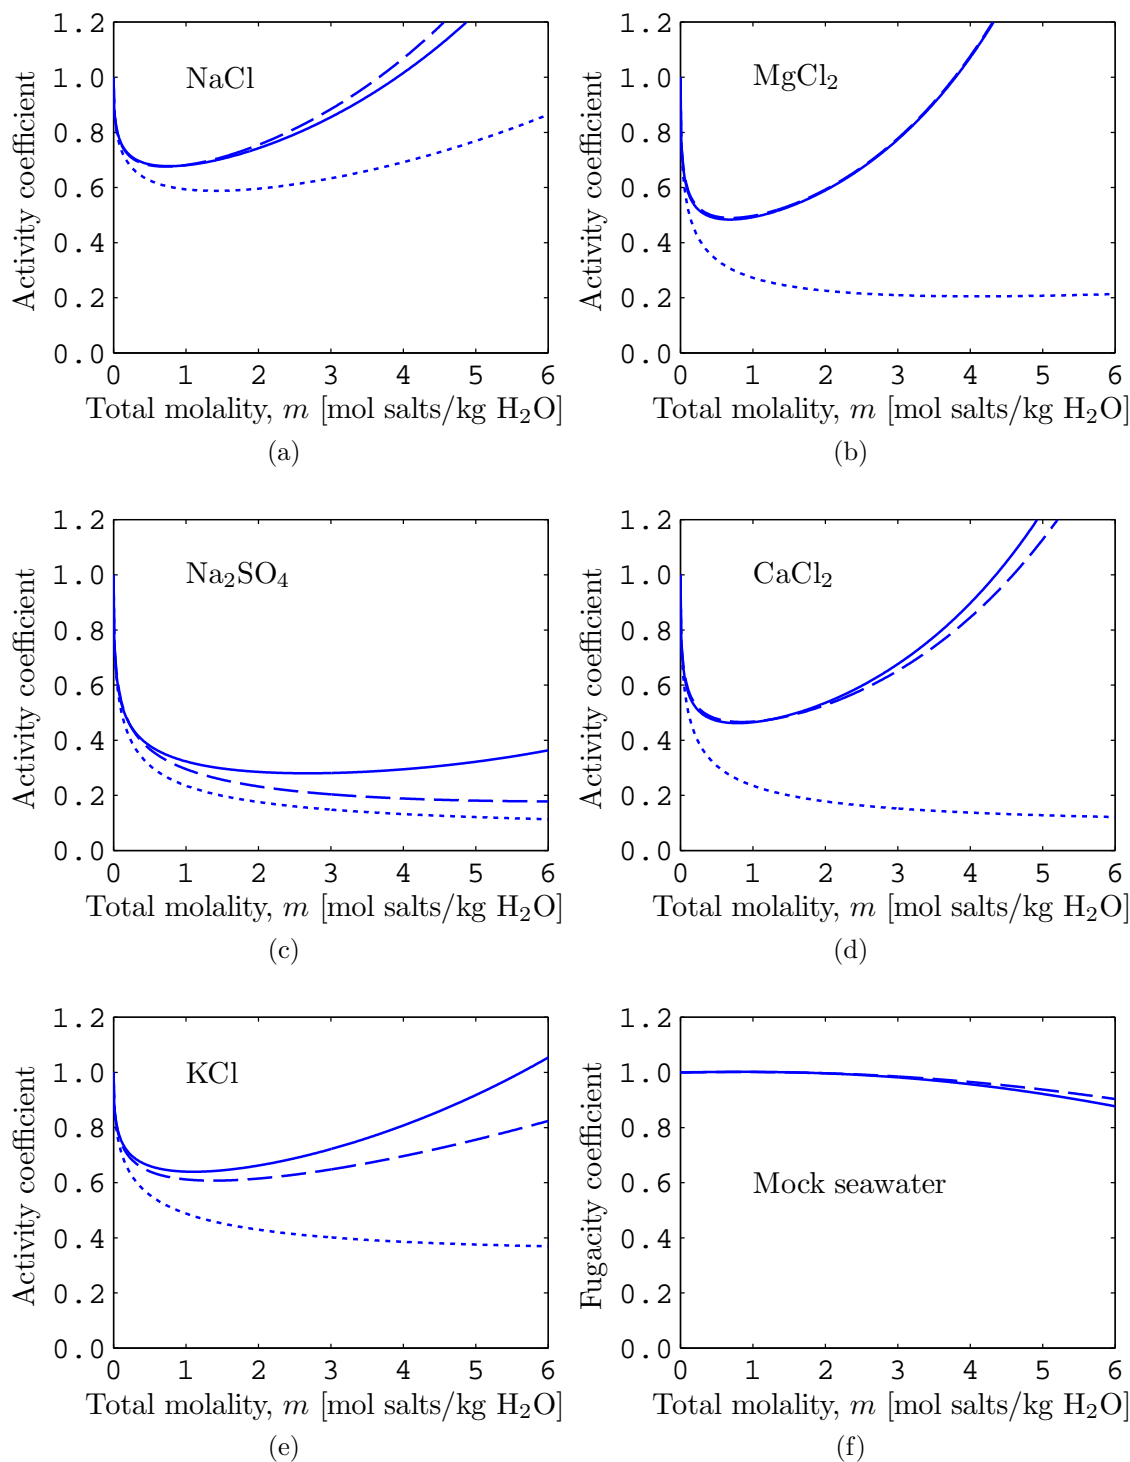 1.2
1.0
0.8
0.6
0.4
0.2
0.0
Activity coefficient
NaCl
0 1 2 3 4 5 6
Total molality, m [mol salts/kg H₂O]
(a)
1.2
1.0
0.8
0.6
0.4
0.2
0.0
Activity coefficient
MgCl₂
0 1 2 3 4 5 6
Total molality, m [mol salts/kg H₂O]
(b)
1.2
1.0
0.8
0.6
0.4
0.2
0.0
Activity coefficient
Na₂SO₄
0 1 2 3 4 5 6
Total molality, m [mol salts/kg H₂O]
(c)
1.2
1.0
0.8
0.6
0.4
0.2
0.0
Activity coefficient
CaCl₂
0 1 2 3 4 5 6
Total molality, m [mol salts/kg H₂O]
(d)
1.2
1.0
0.8
0.6
0.4
0.2
0.0
Activity coefficient
KCl
0 1 2 3 4 5 6
Total molality, m [mol salts/kg H₂O]
(e)
1.2
1.0
0.8
0.6
0.4
0.2
0.0
Fugacity coefficient
Mock seawater
0 1 2 3 4 5 6
Total molality, m [mol salts/kg H₂O]
(f)